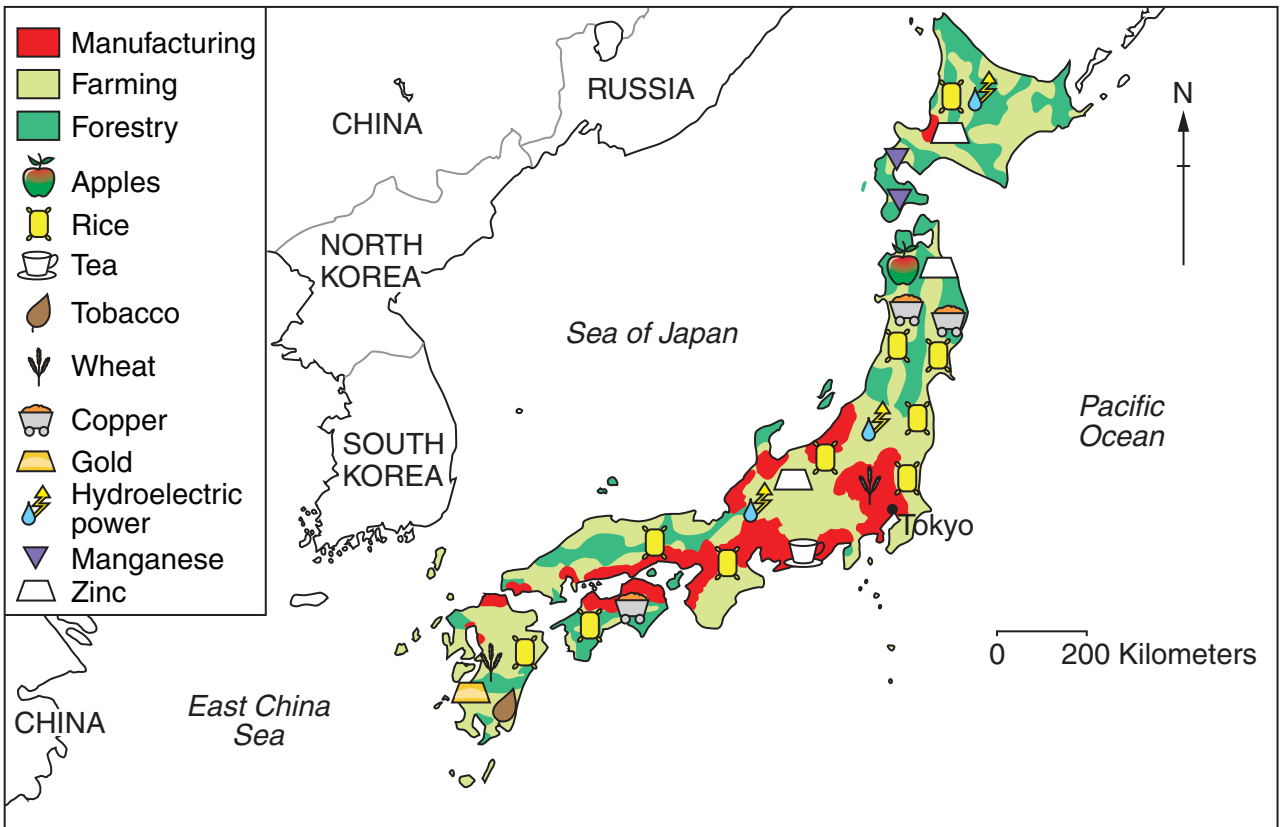 Manufacturing
Farming
Forestry
Apples
Rice
Tea
Tobacco
Wheat
Copper
Gold
Hydroelectric
power
Manganese
Zinc
RUSSIA
CHINA
N
NORTH
KOREA
Sea of Japan
Pacific
Ocean
SOUTH
KOREA
Tokyo
0 200 Kilometers
East China
Sea
CHINA